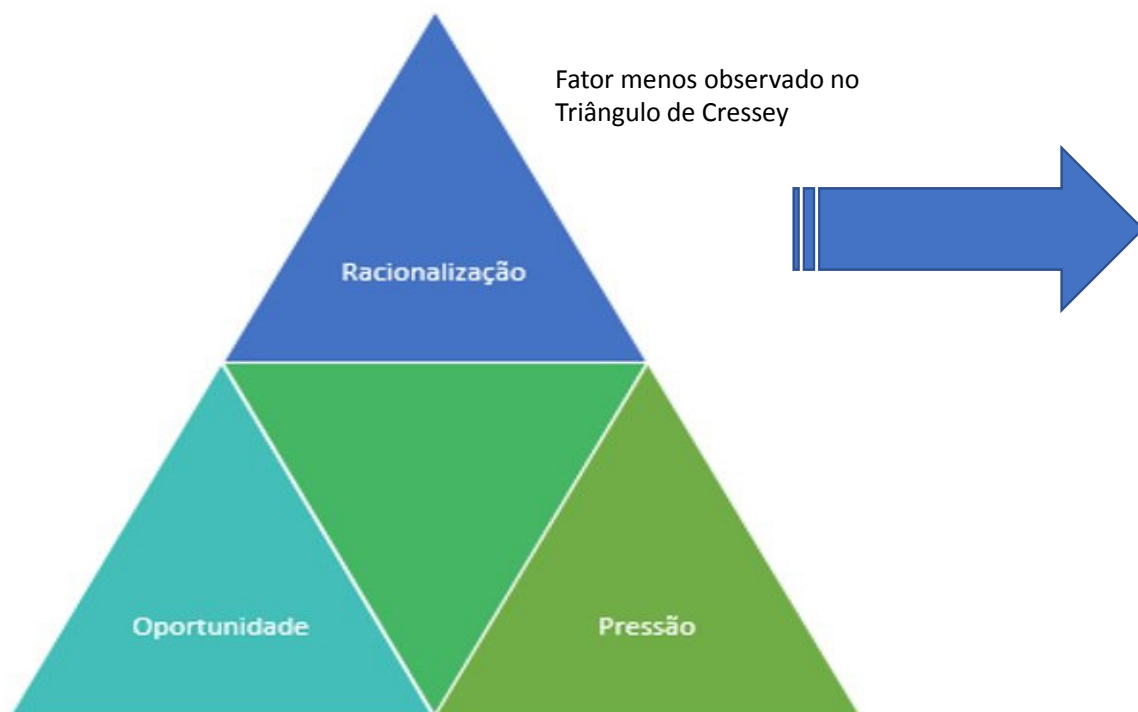 Fator menos observado no
Triângulo de Cressey
Racionalização
Oportunidade
Pressão